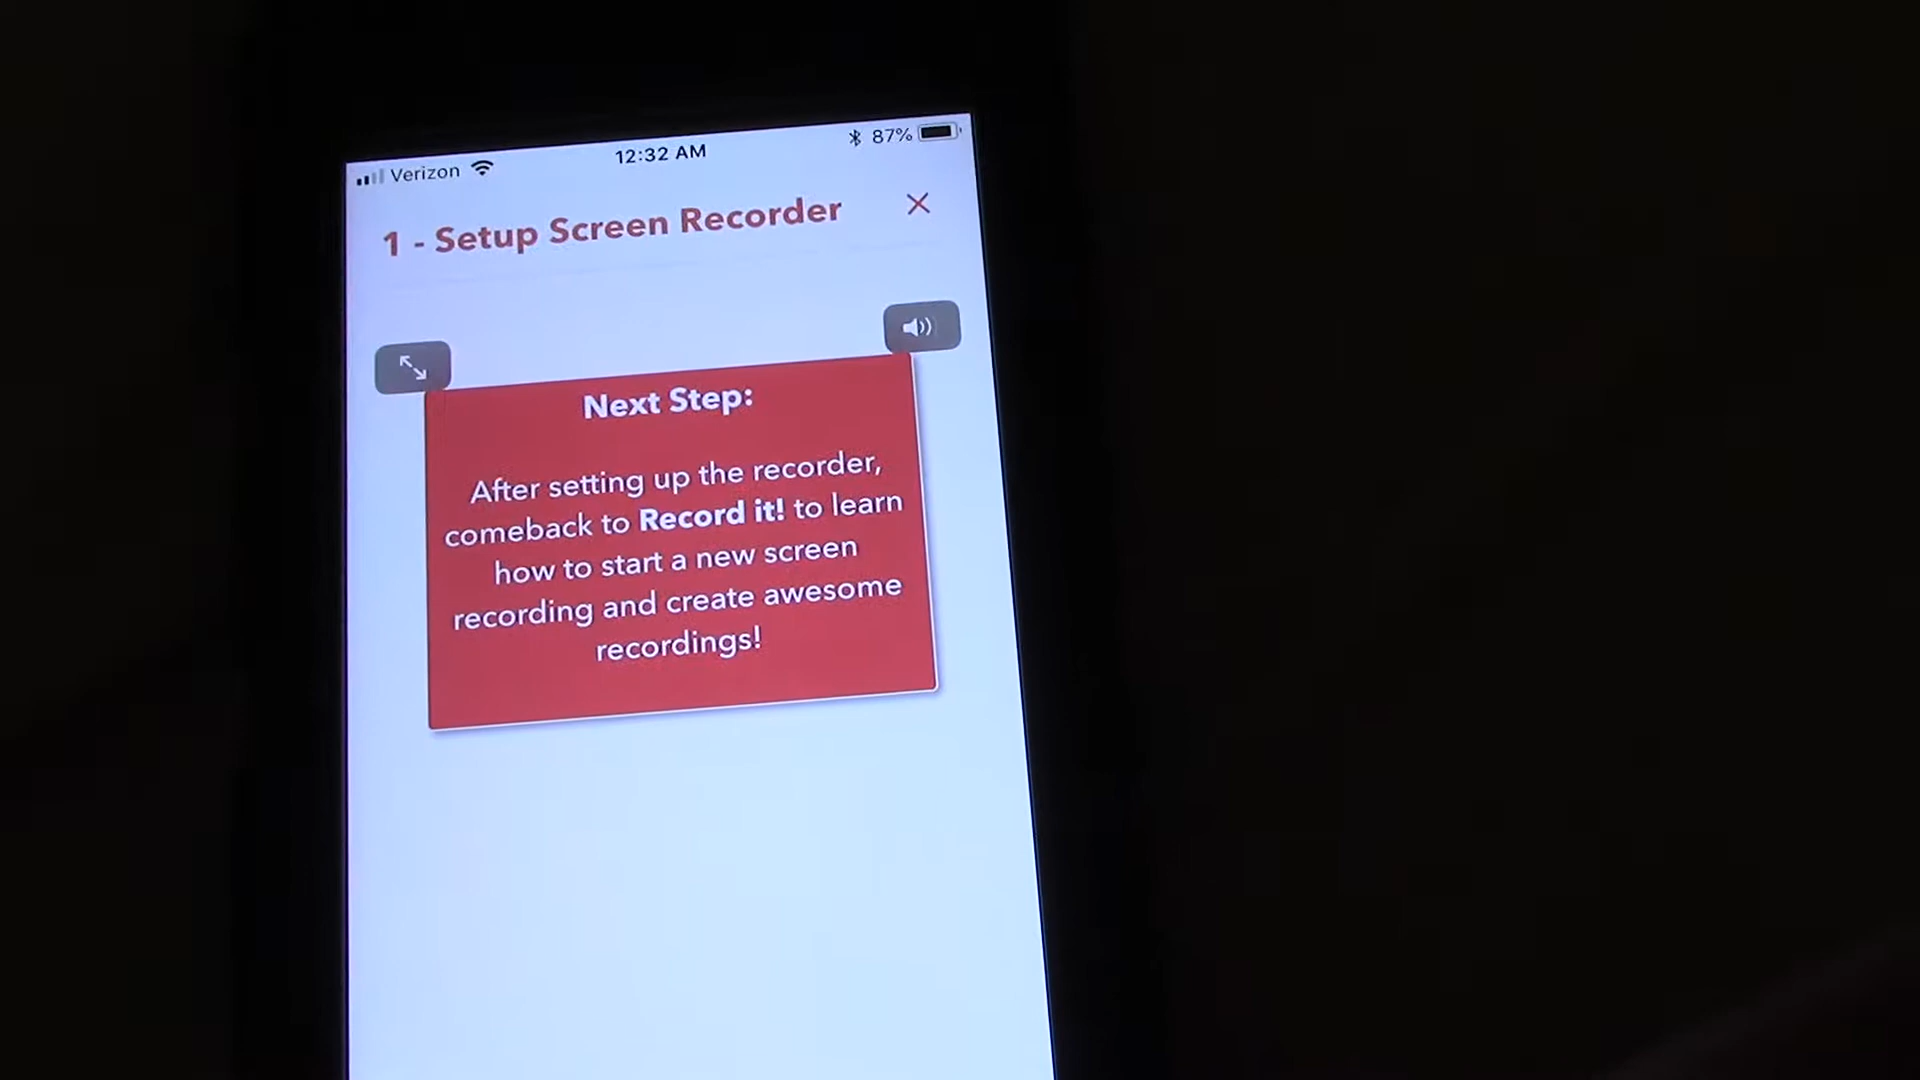 Verizon 12:32 AM 87%
1 - Setup Screen Recorder
Next Step:
After setting up the recorder,
comeback to Record it! to learn
how to start a new screen
recording and create awesome
recordings!